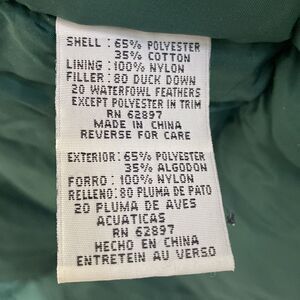 SHELL : 65% POLYESTER
35% COTTON
LINING : 100% NYLON
FILLER : 80 DUCK DOWN
20 WATERFOWL FEATHERS
EXCEPT POLYESTER IN TRIM
RN 62897
MADE IN CHINA
REVERSE FOR CARE
EXTERIOR : 65% POLYESTER
35% ALGODON
FORRO : 100% NYLON
RELLENO : 80 PLUMA DE PATO
20 PLUMA DE AVES
ACUATICAS
RN 62897
HECHO EN CHINA
ENTRETEIN AU VERSO